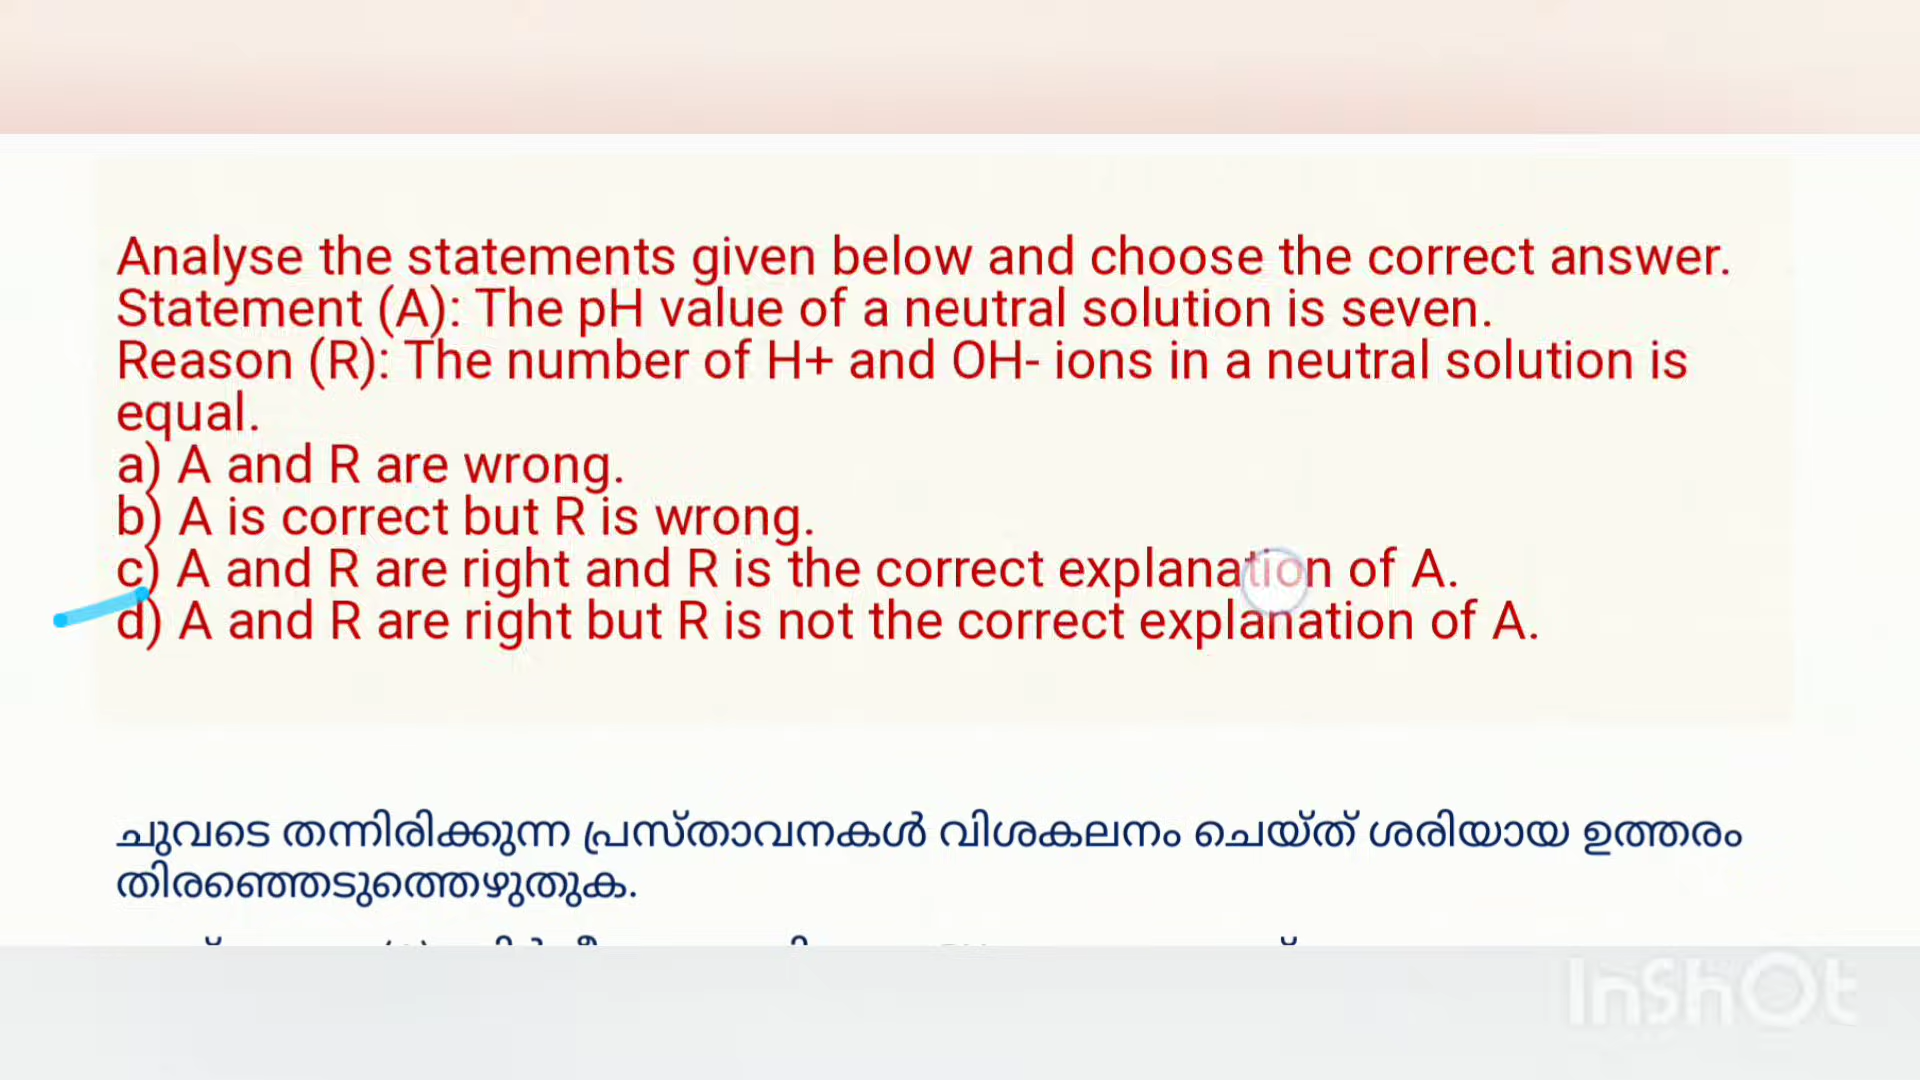 Analyse the statements given below and choose the correct answer.
Statement (A): The pH value of a neutral solution is seven.
Reason (R): The number of H+ and OH- ions in a neutral solution is
equal.
a) A and R are wrong.
b) A is correct but R is wrong.
c) A and R are right and R is the correct explanation of A.
d) A and R are right but R is not the correct explanation of A.
ചുവടെ തന്നിരിക്കുന്ന പ്രസ്താവനകൾ വിശകലനം ചെയ്ത് ശരിയായ ഉത്തരം
തിരഞ്ഞെടുത്തെഴുതുക.
InShOt